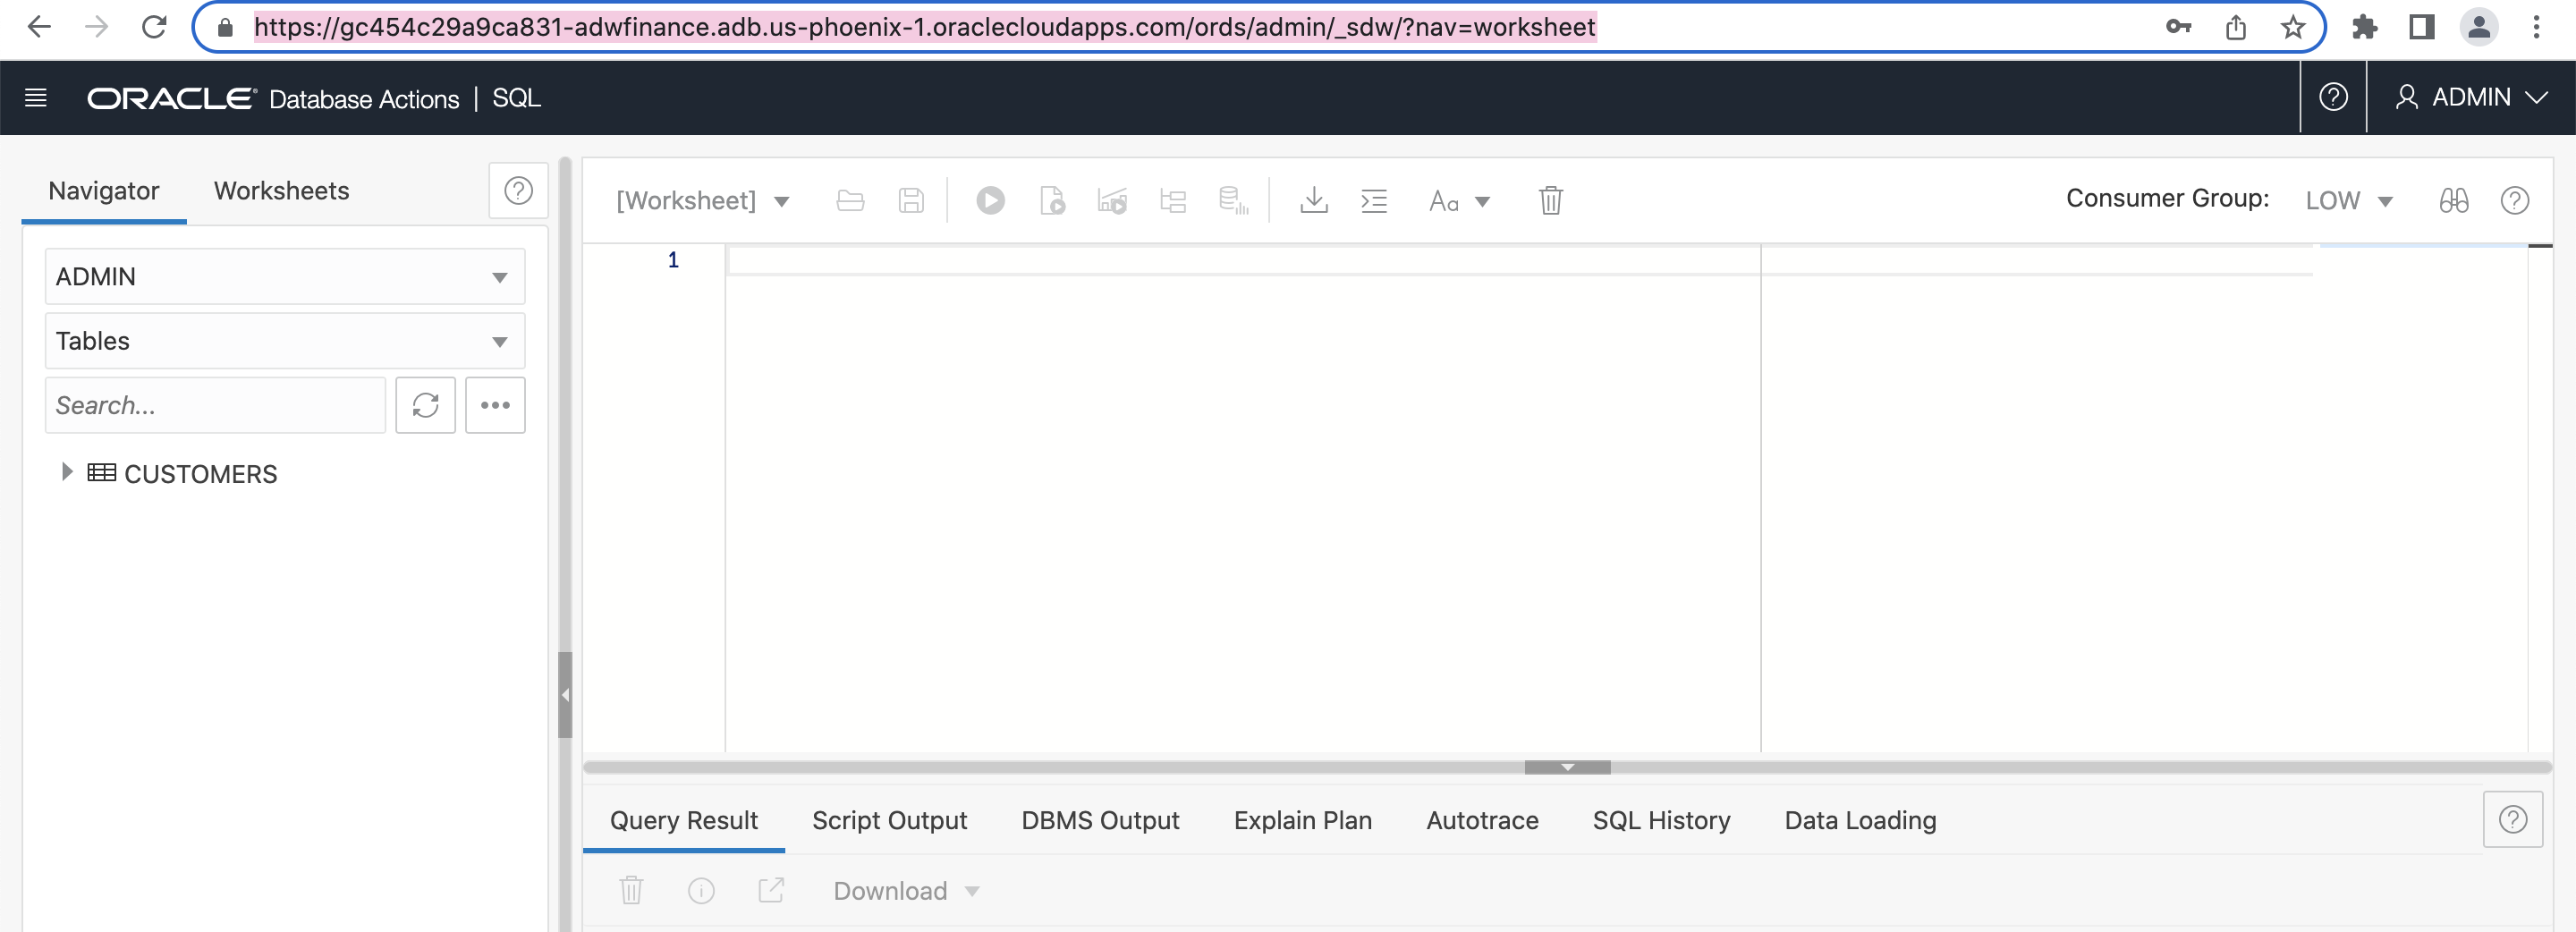 https://gc454c29a9ca831-adwfinance.adb.us-phoenix-1.oraclecloudapps.com/ords/admin/_sdw/?nav=worksheet
ORACLE® Database Actions | SQL
ADMIN
Navigator
Worksheets
[Worksheet]
Aa
Consumer Group:
LOW
ADMIN
Tables
Search...
CUSTOMERS
1
Query Result
Script Output
DBMS Output
Explain Plan
Autotrace
SQL History
Data Loading
Download